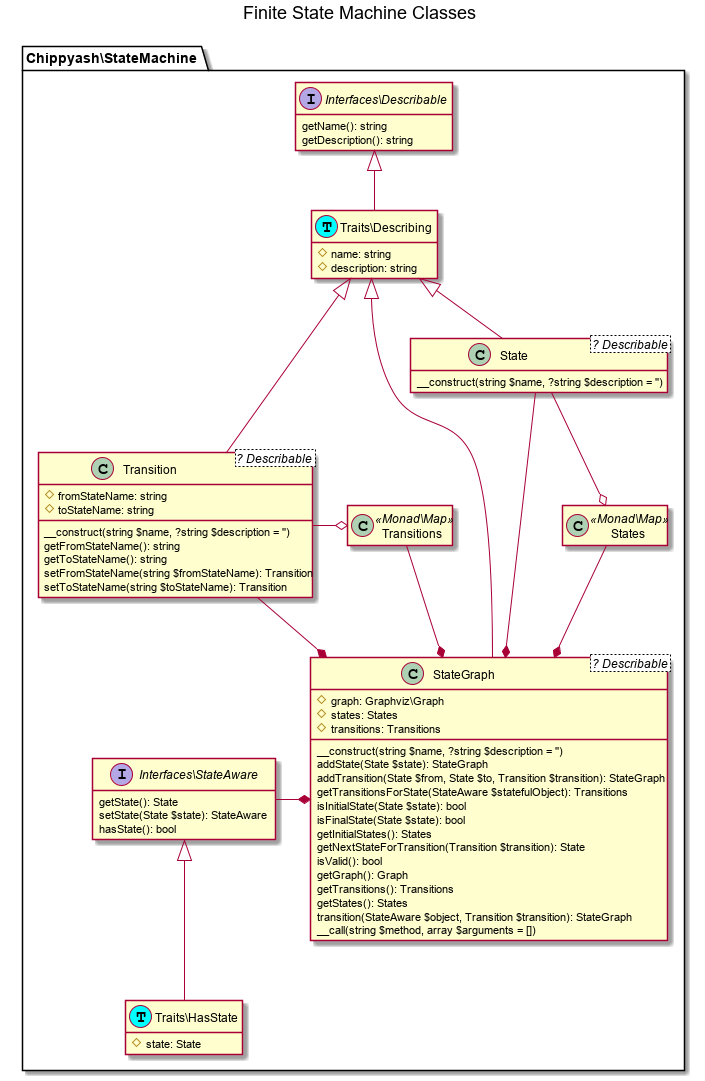 Finite State Machine Classes
Chippyash\StateMachine
I Interfaces\Describable
getName(): string
getDescription(): string
T Traits\Describing
name: string
description: string
? Describable
C State
__construct(string $name, ?string $description = '')
? Describable
C Transition
fromStateName: string
toStateName: string
__construct(string $name, ?string $description = '')
getFromStateName(): string
getToStateName(): string
setFromStateName(string $fromStateName): Transition
setToStateName(string $toStateName): Transition
C «Monad\Map»
Transitions
C «Monad\Map»
States
? Describable
C StateGraph
graph: Graphviz\Graph
states: States
transitions: Transitions
__construct(string $name, ?string $description = '')
addState(State $state): StateGraph
addTransition(State $from, State $to, Transition $transition): StateGraph
getTransitionsForState(StateAware $statefulObject): Transitions
isInitialState(State $state): bool
isFinalState(State $state): bool
getInitialStates(): States
getNextStateForTransition(Transition $transition): State
isValid(): bool
getGraph(): Graph
getTransitions(): Transitions
getStates(): States
transition(StateAware $object, Transition $transition): StateGraph
__call(string $method, array $arguments = [])
I Interfaces\StateAware
getState(): State
setState(State $state): StateAware
hasState(): bool
T Traits\HasState
state: State